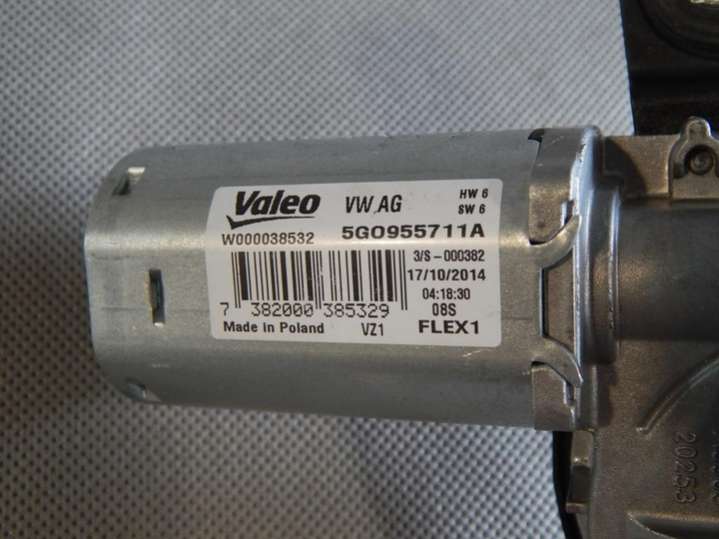 Valeo VW AG HW 6
SW 6
W000038532 5G0955711A
3/S-000382
17/10/2014
04:18:30
7 382000 385329 08S
Made in Poland VZ1 FLEX1
20253